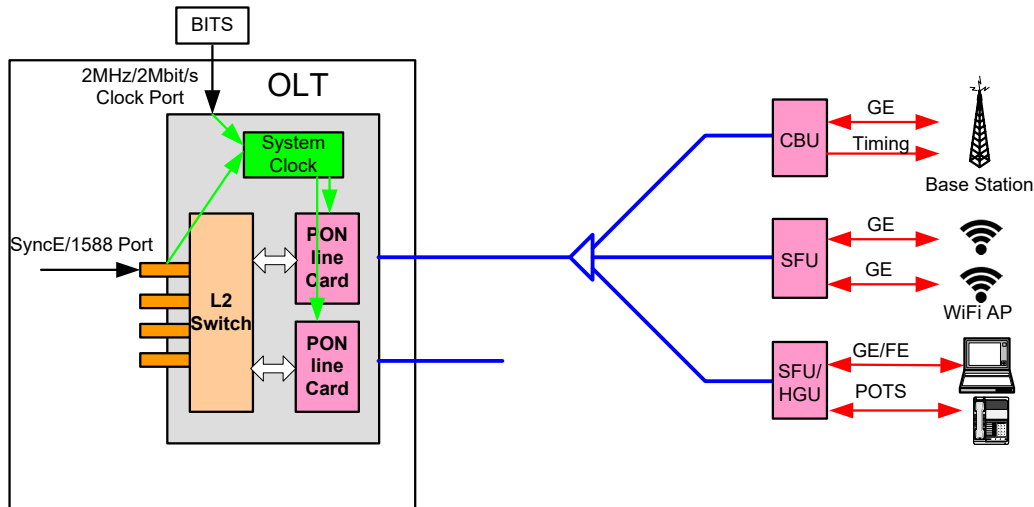 BITS
2MHz/2Mbit/s
Clock Port
OLT
System
Clock
SyncE/1588 Port
L2
Switch
PON
line
Card
PON
line
Card
CBU
GE
Timing
Base Station
SFU
GE
GE
WiFi AP
SFU/
HGU
GE/FE
POTS